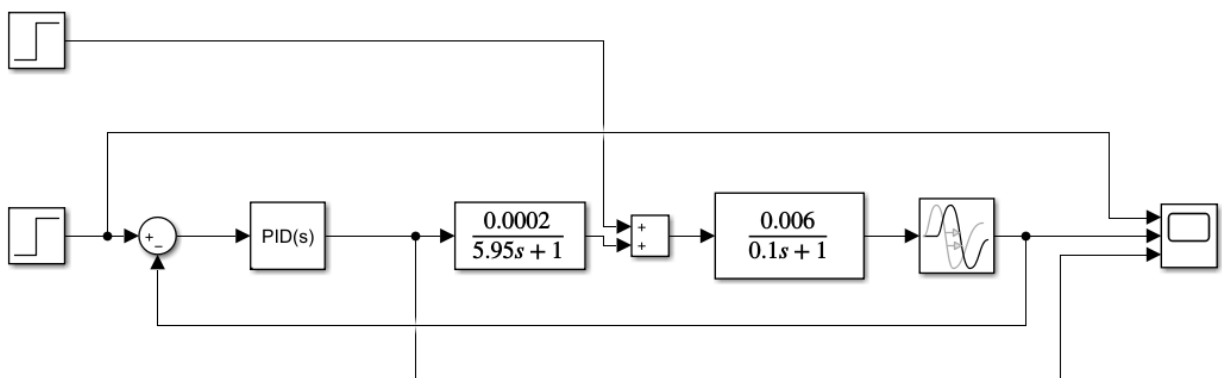 +
−
PID(s)
0.0002
5.95s + 1
+
+
0.006
0.1s + 1